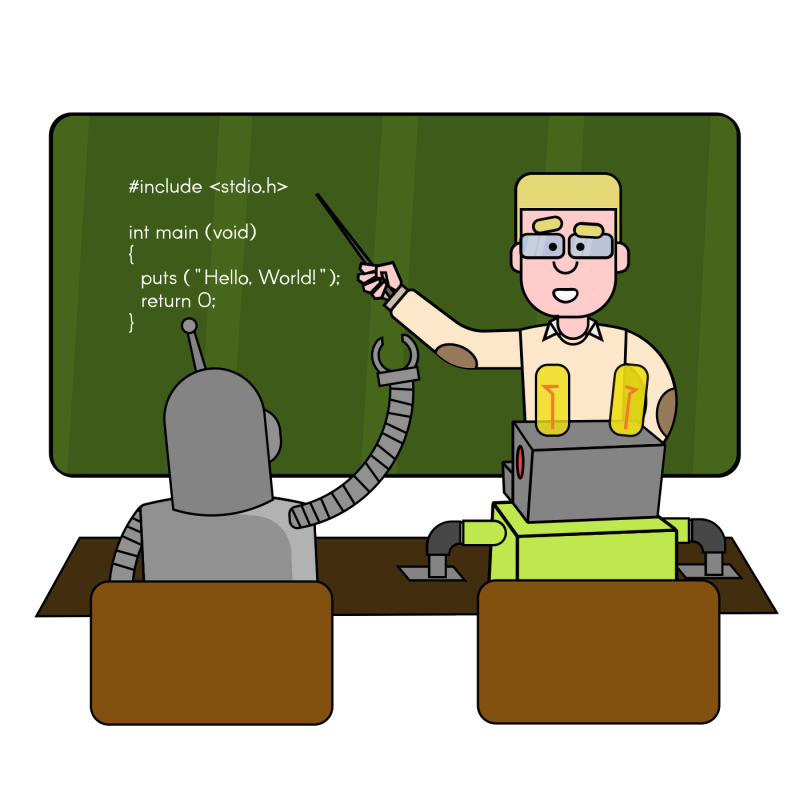 #include <stdio.h>
int main (void)
{
puts ("Hello, World!");
return 0;
}